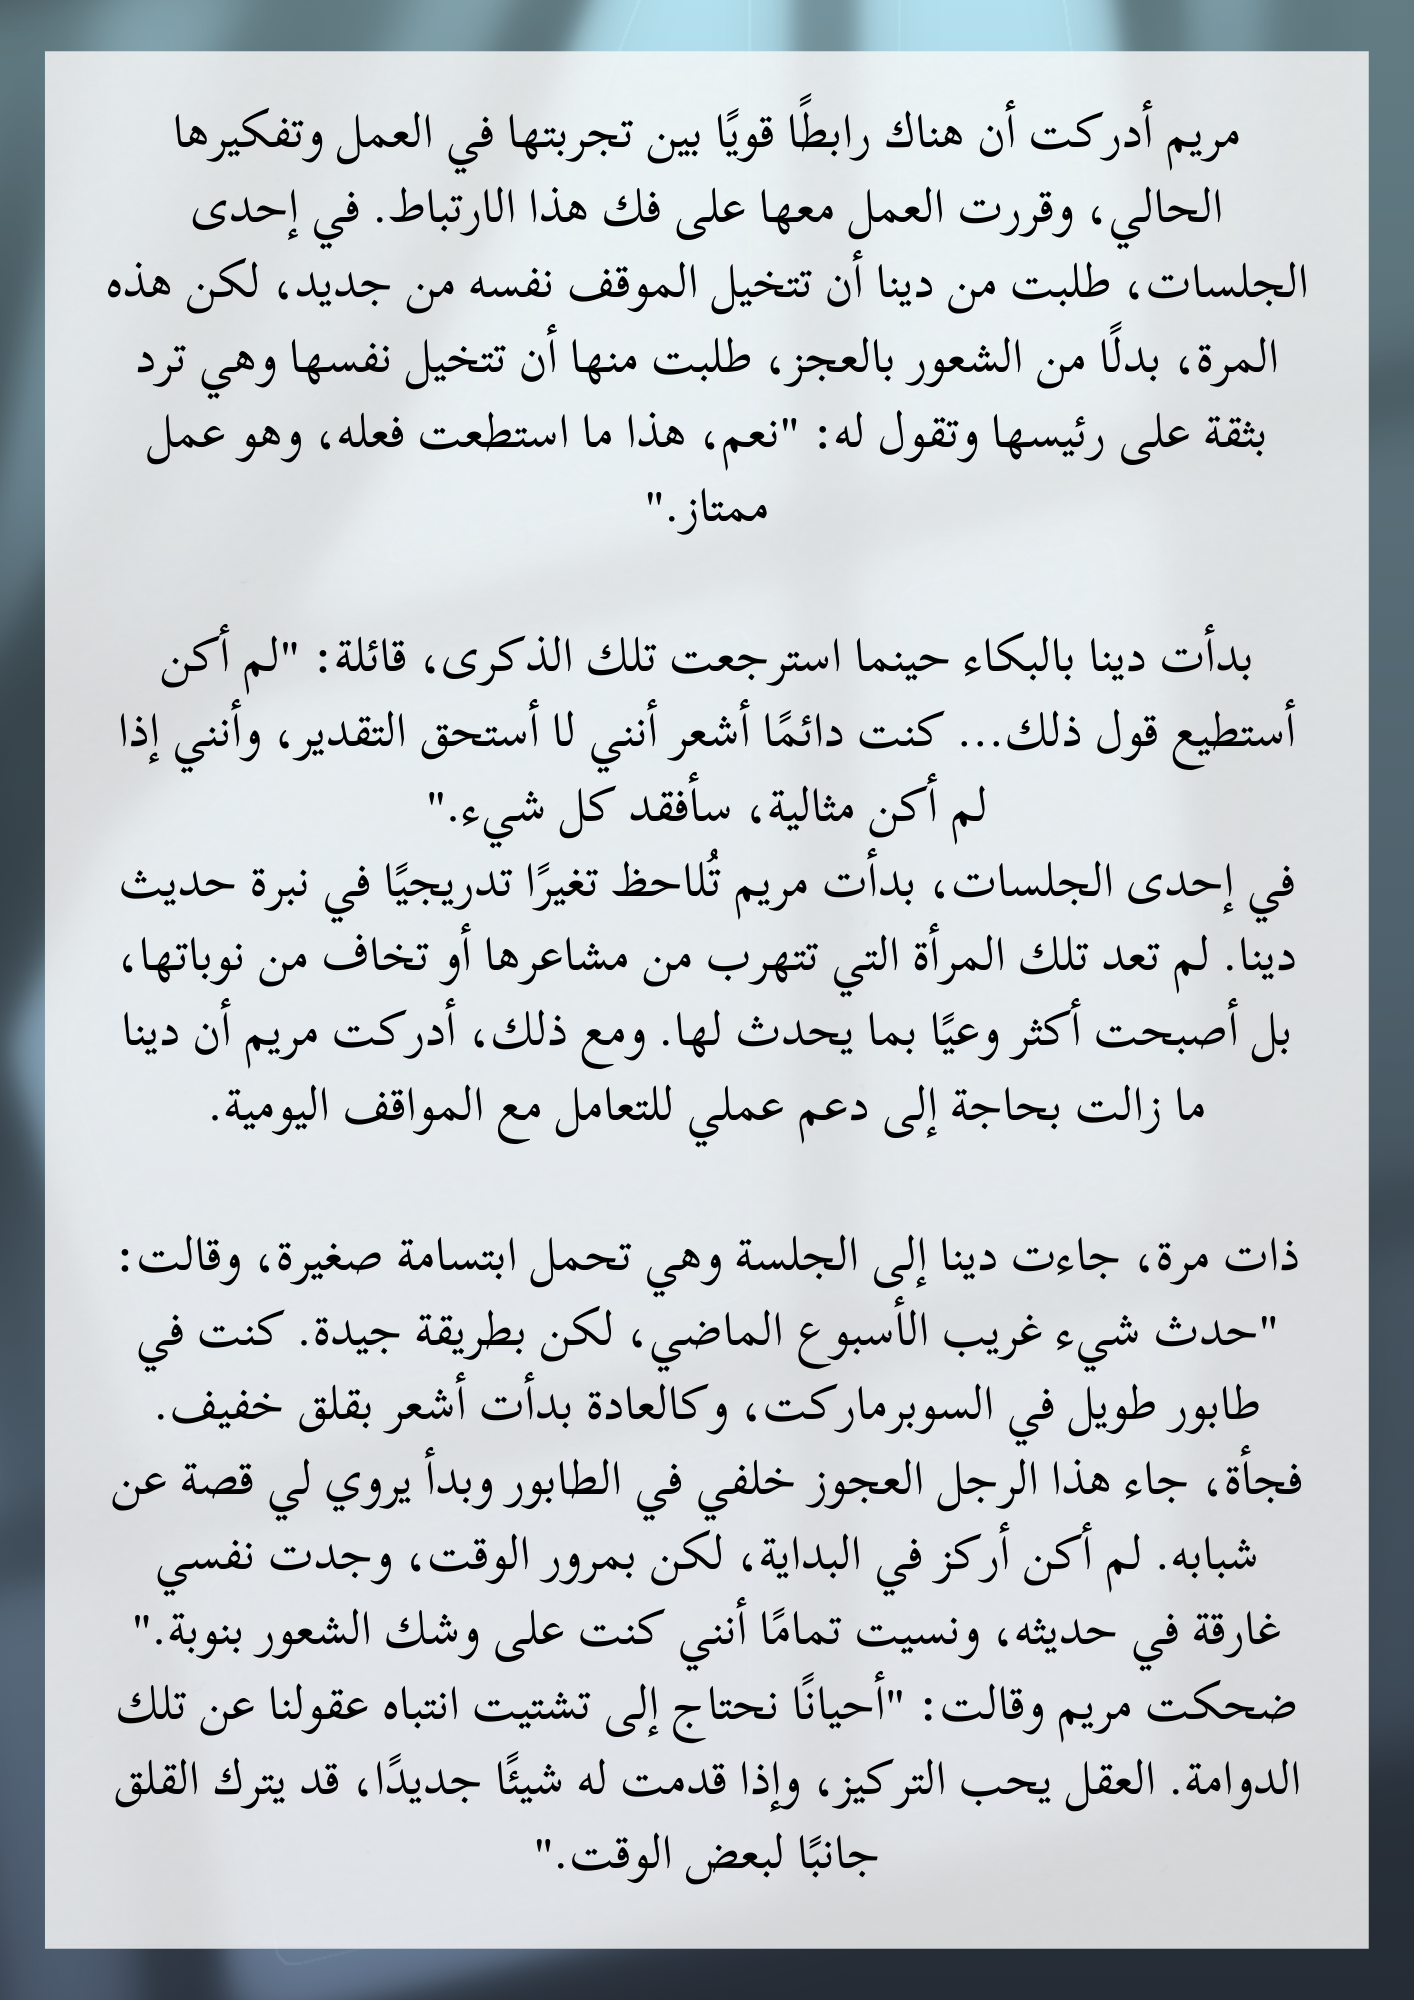 مريم أدركت أن هناك رابطًا قويًا بين تجربتها في العمل وتفكيرها
الحالي، وقررت العمل معها على فك هذا الارتباط. في إحدى
الجلسات، طلبت من دينا أن تتخيل الموقف نفسه من جديد، لكن هذه
المرة، بدلًا من الشعور بالعجز، طلبت منها أن تتخيل نفسها وهي ترد
بثقة على رئيسها وتقول له: "نعم، هذا ما استطعت فعله، وهو عمل
ممتاز."
بدأت دينا بالبكاء حينما استرجعت تلك الذكرى، قائلة: "لم أكن
أستطيع قول ذلك... كنت دائمًا أشعر أنني لا أستحق التقدير، وأنني إذا
لم أكن مثالية، سأفقد كل شيء."
في إحدى الجلسات، بدأت مريم تُلاحظ تغيرًا تدريجيًا في نبرة حديث
دينا. لم تعد تلك المرأة التي تتهرب من مشاعرها أو تخاف من نوباتها،
بل أصبحت أكثر وعيًا بما يحدث لها. ومع ذلك، أدركت مريم أن دينا
ما زالت بحاجة إلى دعم عملي للتعامل مع المواقف اليومية.
ذات مرة، جاءت دينا إلى الجلسة وهي تحمل ابتسامة صغيرة، وقالت:
"حدث شيء غريب الأسبوع الماضي، لكن بطريقة جيدة. كنت في
طابور طويل في السوبرماركت، وكالعادة بدأت أشعر بقلق خفيف.
فجأة، جاء هذا الرجل العجوز خلفي في الطابور وبدأ يروي لي قصة عن
شبابه. لم أكن أركز في البداية، لكن بمرور الوقت، وجدت نفسي
غارقة في حديثه، ونسيت تمامًا أنني كنت على وشك الشعور بنوبة."
ضحكت مريم وقالت: "أحيانًا نحتاج إلى تشتيت انتباه عقولنا عن تلك
الدوامة. العقل يحب التركيز، وإذا قدمت له شيئًا جديدًا، قد يترك القلق
جانبًا لبعض الوقت."